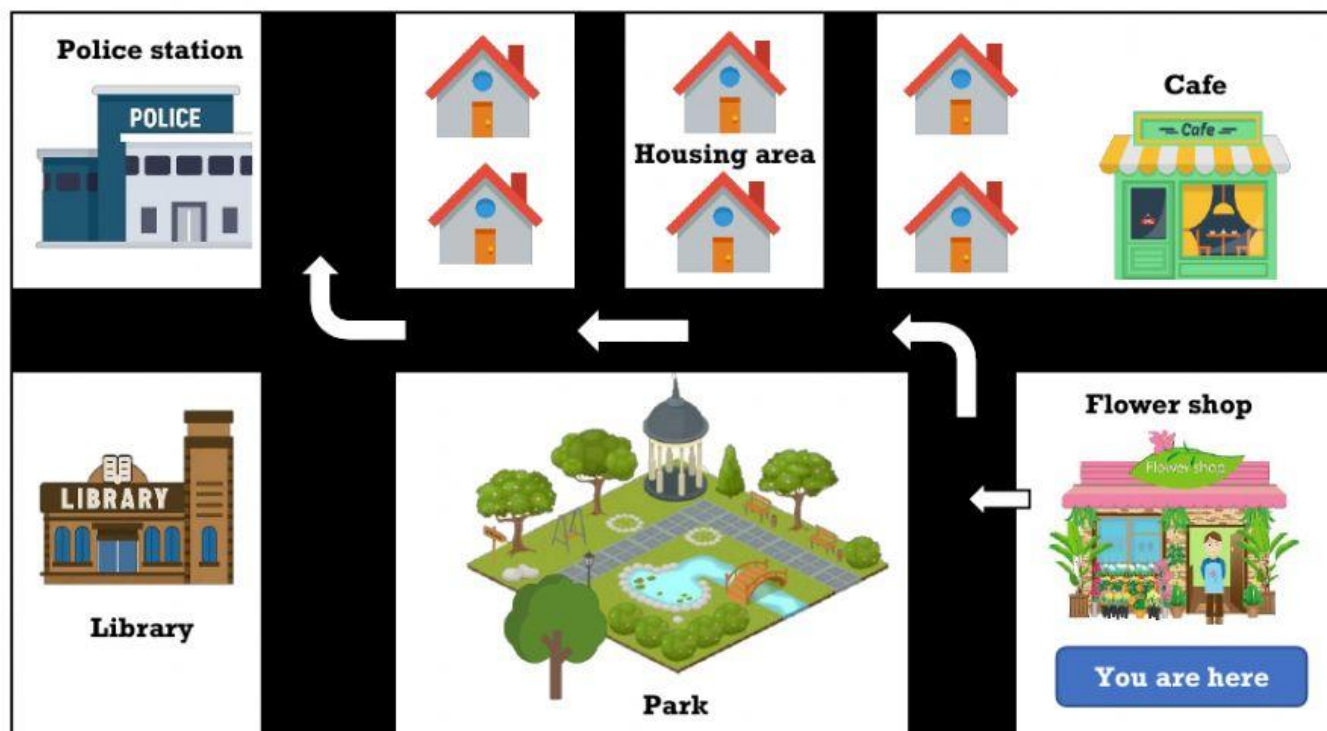 Police station
POLICE
Housing area
Cafe
Cafe
LIBRARY
Library
Park
Flower shop
Flower shop
You are here